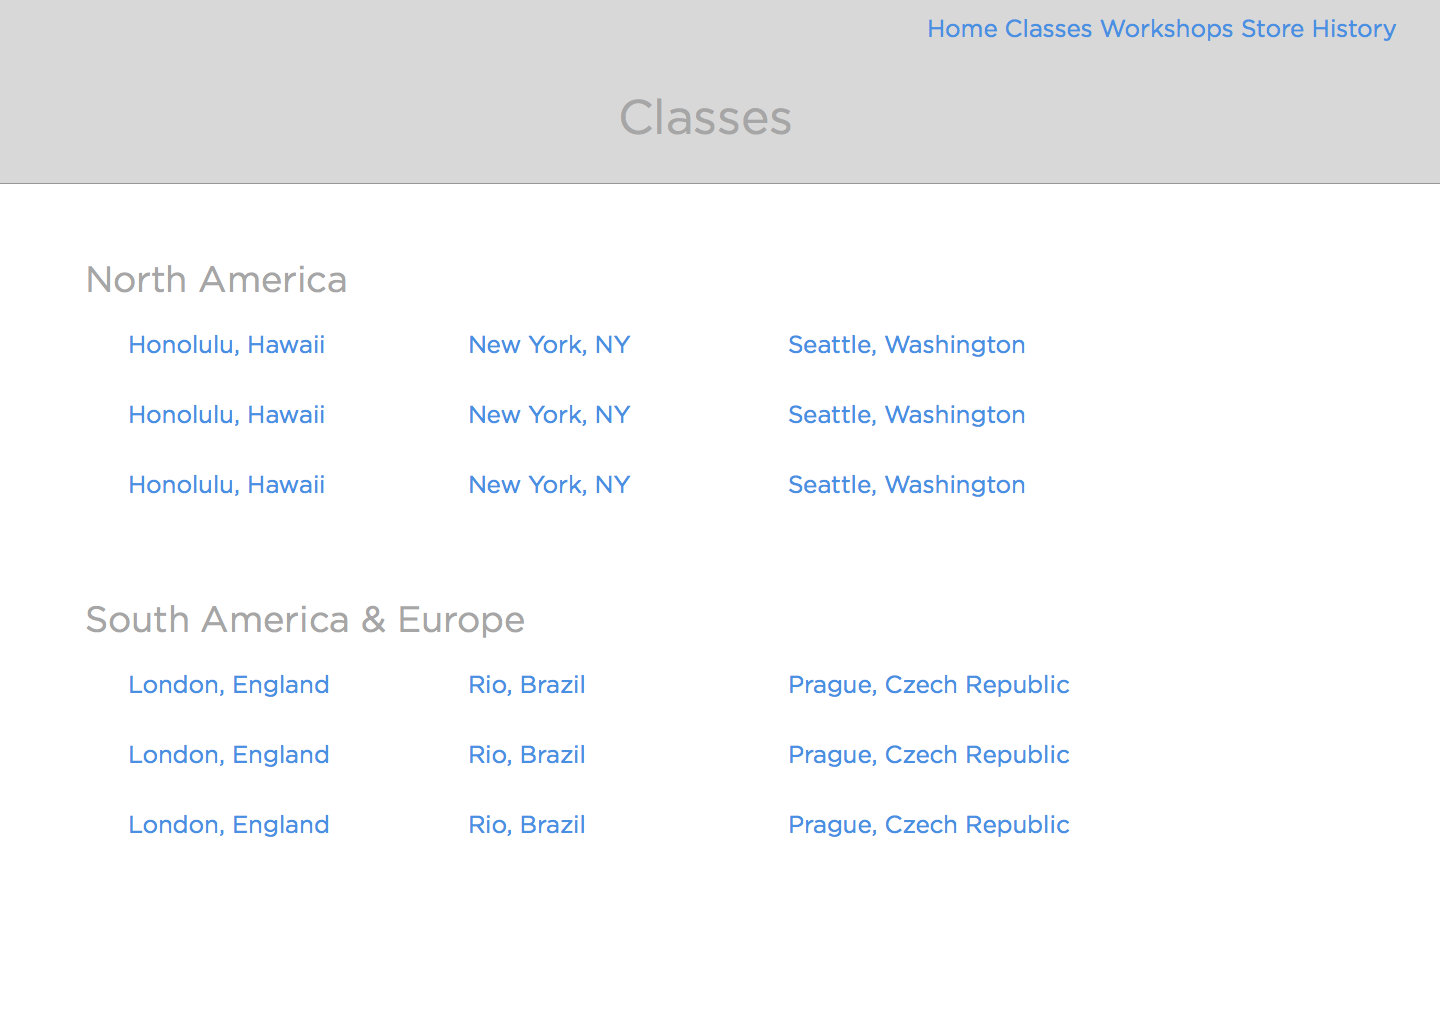 Home Classes Workshops Store History
Classes
North America
Honolulu, Hawaii New York, NY Seattle, Washington
Honolulu, Hawaii New York, NY Seattle, Washington
Honolulu, Hawaii New York, NY Seattle, Washington
South America & Europe
London, England Rio, Brazil Prague, Czech Republic
London, England Rio, Brazil Prague, Czech Republic
London, England Rio, Brazil Prague, Czech Republic